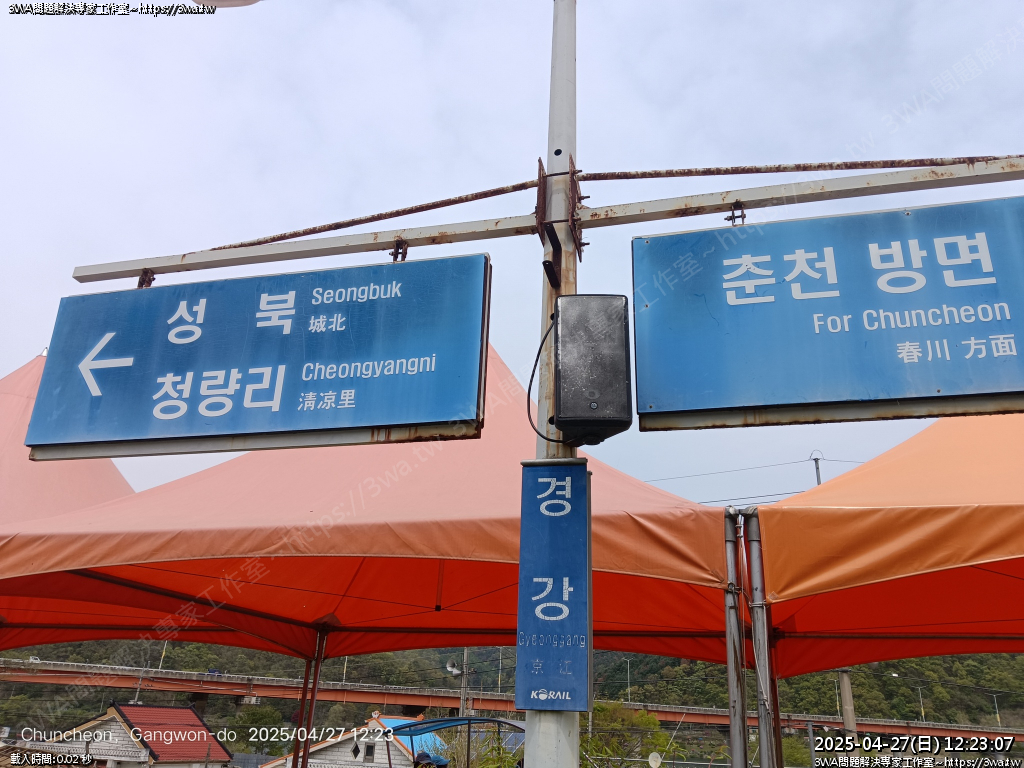 3WA問題解決專家工作室~https://3wa.tw
성 북 Seongbuk
城北
← 청량리 Cheongyangni
清凉里
춘천 방면
For Chuncheon
春川 方面
경
강
Gyeonggang
京 江
KORAIL
Chuncheon, Gangwon-do 2025/04/27 12:23
載入時間:0.02 秒
2025-04-27(日) 12:23:07
3WA問題解決專家工作室~https://3wa.tw